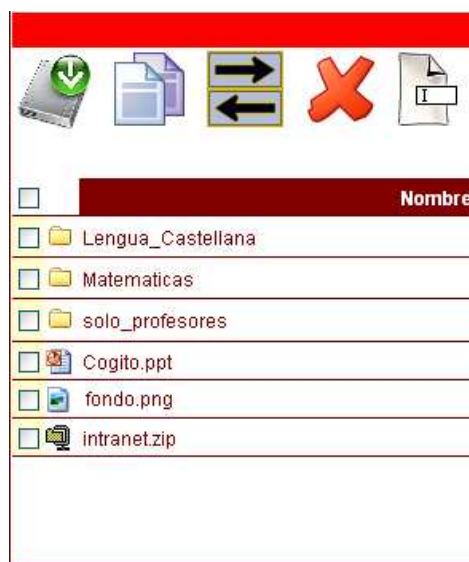 Nombre
Lengua_Castellana
Matematicas
solo_profesores
Cogito.ppt
fondo.png
intranet.zip